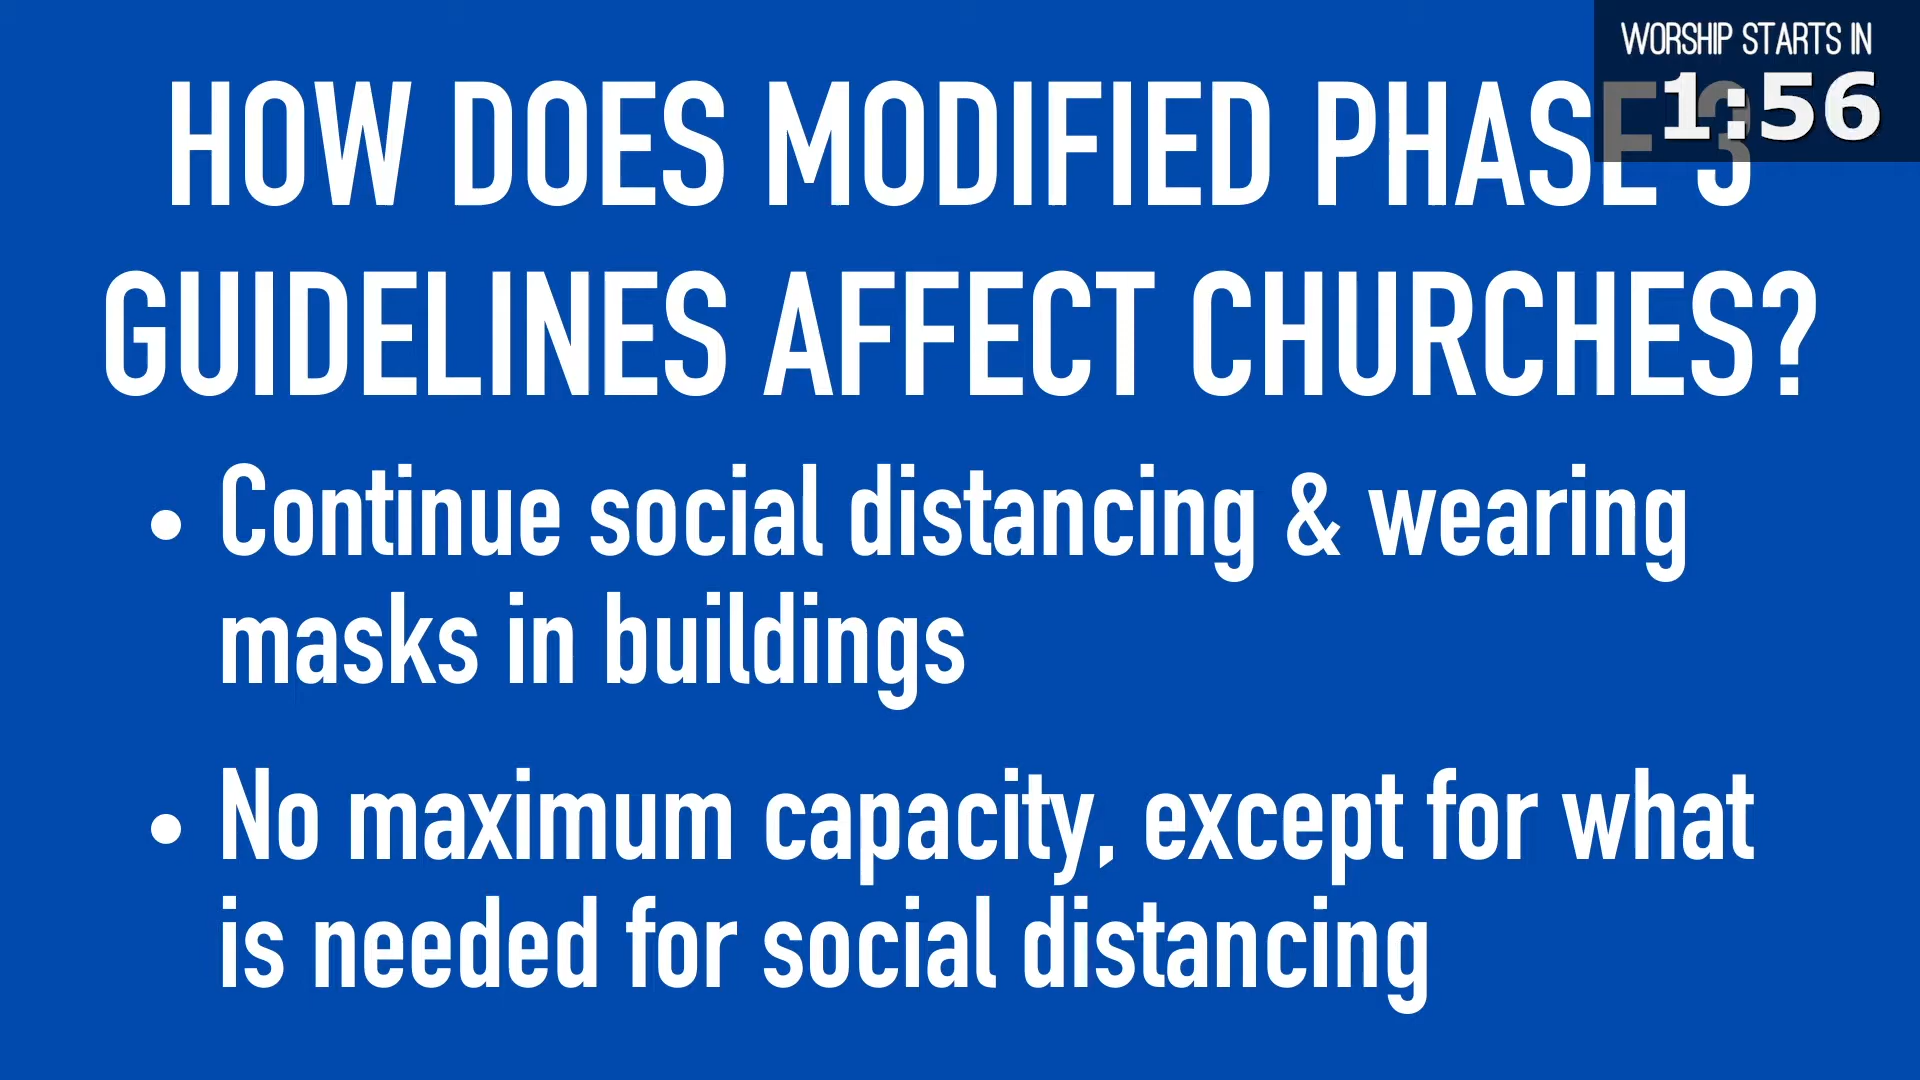 WORSHIP STARTS IN
1:56
HOW DOES MODIFIED PHASE 3
GUIDELINES AFFECT CHURCHES?
• Continue social distancing & wearing
masks in buildings
• No maximum capacity, except for what
is needed for social distancing